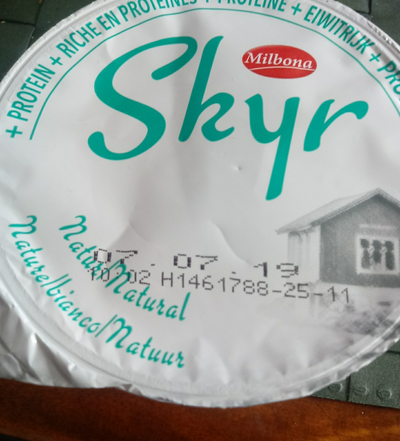 + PROTEIN + RICHE EN PROTÉINES + PROTEINE + EIWITRIJK + PRO
Milbona
Skyr
07.07.19
10:02 H1461788-25-11
Natur/Natural
Nature/bianco/Natuur